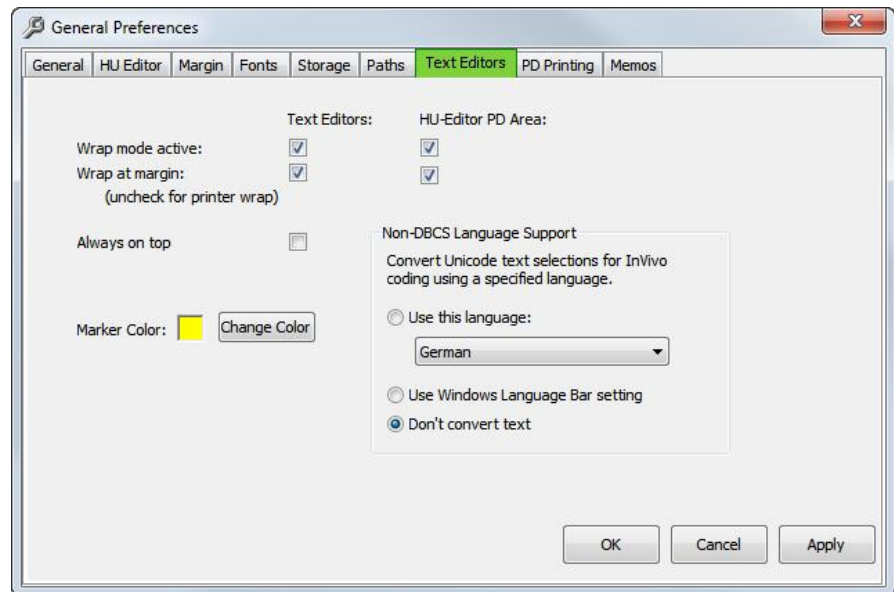 General Preferences
General HU Editor Margin Fonts Storage Paths Text Editors PD Printing Memos
Text Editors: HU-Editor PD Area:
Wrap mode active:
Wrap at margin:
(uncheck for printer wrap)
Always on top
Non-DBCS Language Support
Convert Unicode text selections for InVivo
coding using a specified language.
Use this language:
German
Marker Color: Change Color
Use Windows Language Bar setting
Don't convert text
OK Cancel Apply